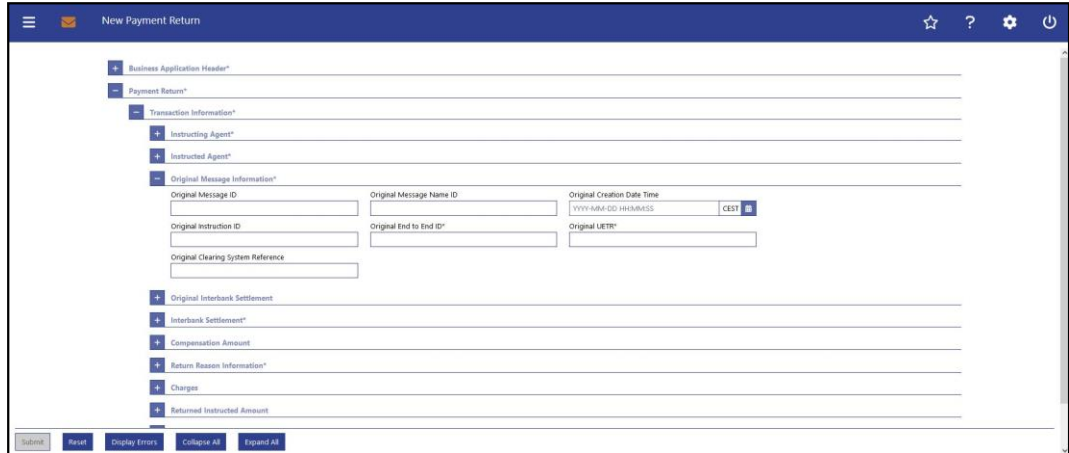 New Payment Return
?
+ Business Application Header*
− Payment Return*
− Transaction Information*
+ Instructing Agent*
+ Instructed Agent*
− Original Message Information*
Original Message ID Original Message Name ID Original Creation Date Time
YYYY-MM-DD HH:MM:SS CEST
Original Instruction ID Original End to End ID* Original UETR*
Original Clearing System Reference
+ Original Interbank Settlement
+ Interbank Settlement*
+ Compensation Amount
+ Return Reason Information*
+ Charges
+ Returned Instructed Amount
Submit Reset Display Errors Collapse All Expand All